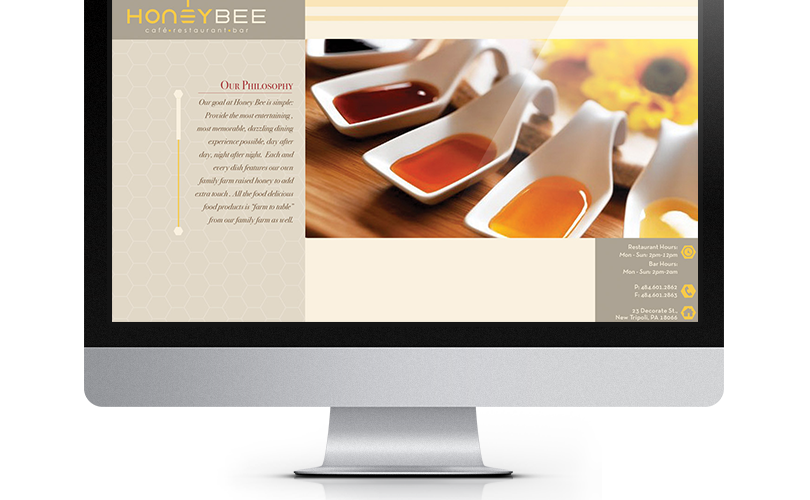 HONEYBEE
café•restaurant•bar
Our Philosophy
Our goal at Honey Bee is simple:
Provide the most entertaining ,
most memorable, dazzling dining
experience possible, day after
day, night after night.  Each and
every dish features our own
family farm raised honey to add
extra touch . All the food delicious
food products is "farm to table"
from our family farm as well.
Restaurant Hours:
Mon - Sun: 2pm-12pm
Bar Hours:
Mon - Sun: 2pm-2am
P: 484.601.2862
F: 484.601.2863
23 Decorate St.,
New Tripoli, PA 18066